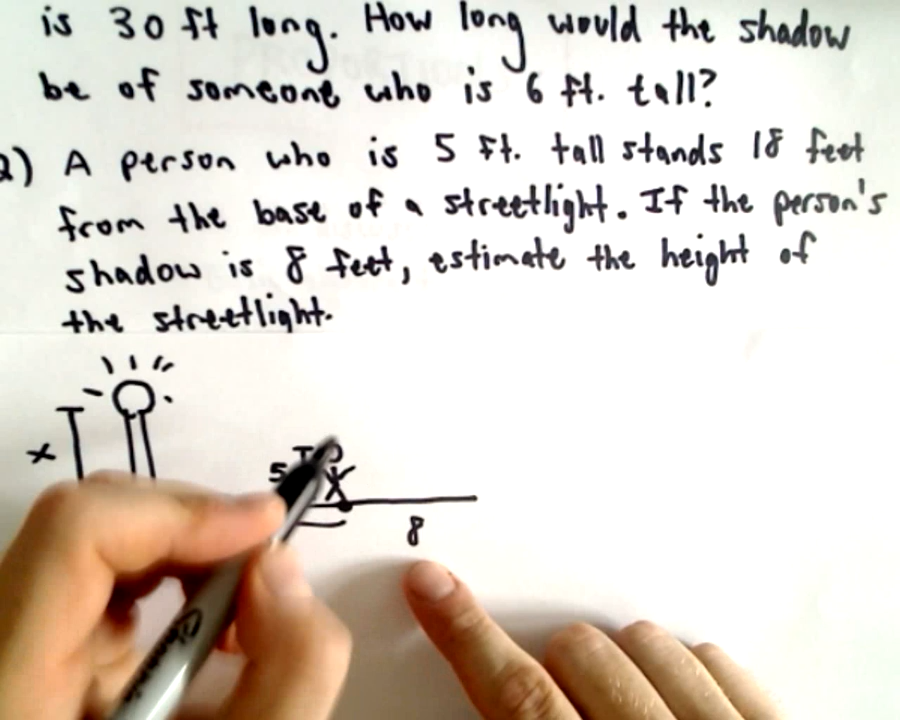 is 30 ft long. How long would the shadow
be of someone who is 6 ft. tall?
2) A person who is 5 ft. tall stands 18 feet
from the base of a streetlight. If the person's
shadow is 8 feet, estimate the height of
the streetlight.
x
5
8